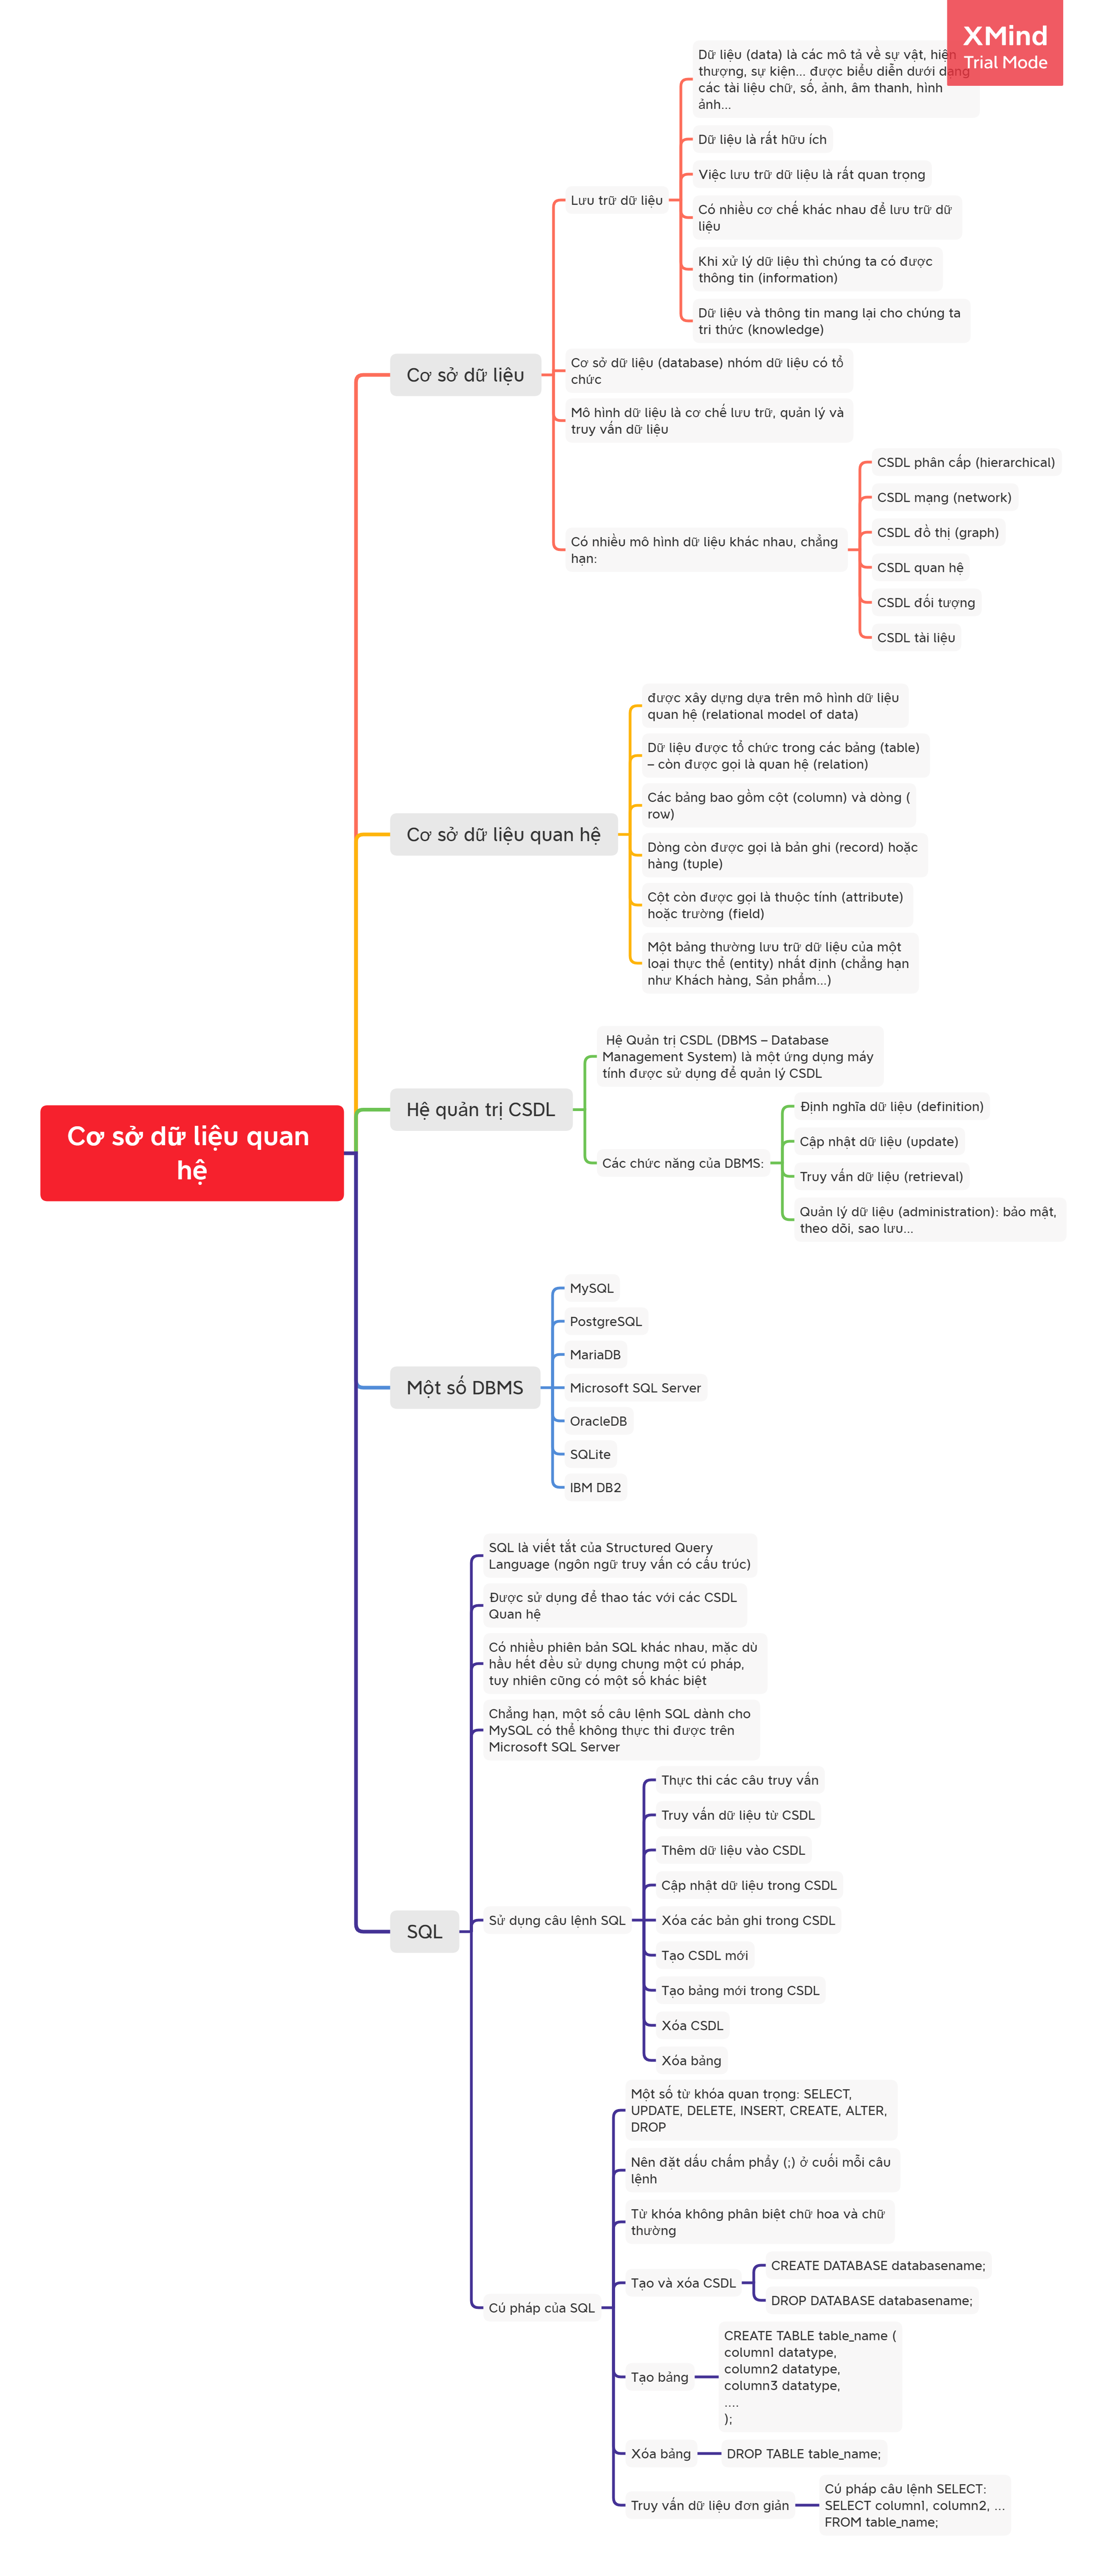 XMind
Trial Mode
Dữ liệu (data) là các mô tả về sự vật, hiện
thượng, sự kiện... được biểu diễn dưới dạng
các tài liệu chữ, số, ảnh, âm thanh, hình
ảnh...
Dữ liệu là rất hữu ích
Việc lưu trữ dữ liệu là rất quan trọng
Lưu trữ dữ liệu
Có nhiều cơ chế khác nhau để lưu trữ dữ
liệu
Khi xử lý dữ liệu thì chúng ta có được
thông tin (information)
Dữ liệu và thông tin mang lại cho chúng ta
tri thức (knowledge)
Cơ sở dữ liệu
Cơ sở dữ liệu (database) nhóm dữ liệu có tổ
chức
Mô hình dữ liệu là cơ chế lưu trữ, quản lý và
truy vấn dữ liệu
Có nhiều mô hình dữ liệu khác nhau, chẳng
hạn:
CSDL phân cấp (hierarchical)
CSDL mạng (network)
CSDL đồ thị (graph)
CSDL quan hệ
CSDL đối tượng
CSDL tài liệu
Cơ sở dữ liệu quan hệ
được xây dựng dựa trên mô hình dữ liệu
quan hệ (relational model of data)
Dữ liệu được tổ chức trong các bảng (table)
– còn được gọi là quan hệ (relation)
Các bảng bao gồm cột (column) và dòng (
row)
Dòng còn được gọi là bản ghi (record) hoặc
hàng (tuple)
Cột còn được gọi là thuộc tính (attribute)
hoặc trường (field)
Một bảng thường lưu trữ dữ liệu của một
loại thực thể (entity) nhất định (chẳng hạn
như Khách hàng, Sản phẩm...)
Cơ sở dữ liệu quan
hệ
Hệ quản trị CSDL
Hệ Quản trị CSDL (DBMS – Database
Management System) là một ứng dụng máy
tính được sử dụng để quản lý CSDL
Các chức năng của DBMS:
Định nghĩa dữ liệu (definition)
Cập nhật dữ liệu (update)
Truy vấn dữ liệu (retrieval)
Quản lý dữ liệu (administration): bảo mật,
theo dõi, sao lưu...
Một số DBMS
MySQL
PostgreSQL
MariaDB
Microsoft SQL Server
OracleDB
SQLite
IBM DB2
SQL
SQL là viết tắt của Structured Query
Language (ngôn ngữ truy vấn có cấu trúc)
Được sử dụng để thao tác với các CSDL
Quan hệ
Có nhiều phiên bản SQL khác nhau, mặc dù
hầu hết đều sử dụng chung một cú pháp,
tuy nhiên cũng có một số khác biệt
Chẳng hạn, một số câu lệnh SQL dành cho
MySQL có thể không thực thi được trên
Microsoft SQL Server
Sử dụng câu lệnh SQL
Thực thi các câu truy vấn
Truy vấn dữ liệu từ CSDL
Thêm dữ liệu vào CSDL
Cập nhật dữ liệu trong CSDL
Xóa các bản ghi trong CSDL
Tạo CSDL mới
Tạo bảng mới trong CSDL
Xóa CSDL
Xóa bảng
Cú pháp của SQL
Một số từ khóa quan trọng: SELECT,
UPDATE, DELETE, INSERT, CREATE, ALTER,
DROP
Nên đặt dấu chấm phẩy (;) ở cuối mỗi câu
lệnh
Từ khóa không phân biệt chữ hoa và chữ
thường
Tạo và xóa CSDL
CREATE DATABASE databasename;
DROP DATABASE databasename;
Tạo bảng
CREATE TABLE table_name (
column1 datatype,
column2 datatype,
column3 datatype,
....
);
Xóa bảng
DROP TABLE table_name;
Truy vấn dữ liệu đơn giản
Cú pháp câu lệnh SELECT:
SELECT column1, column2, ...
FROM table_name;